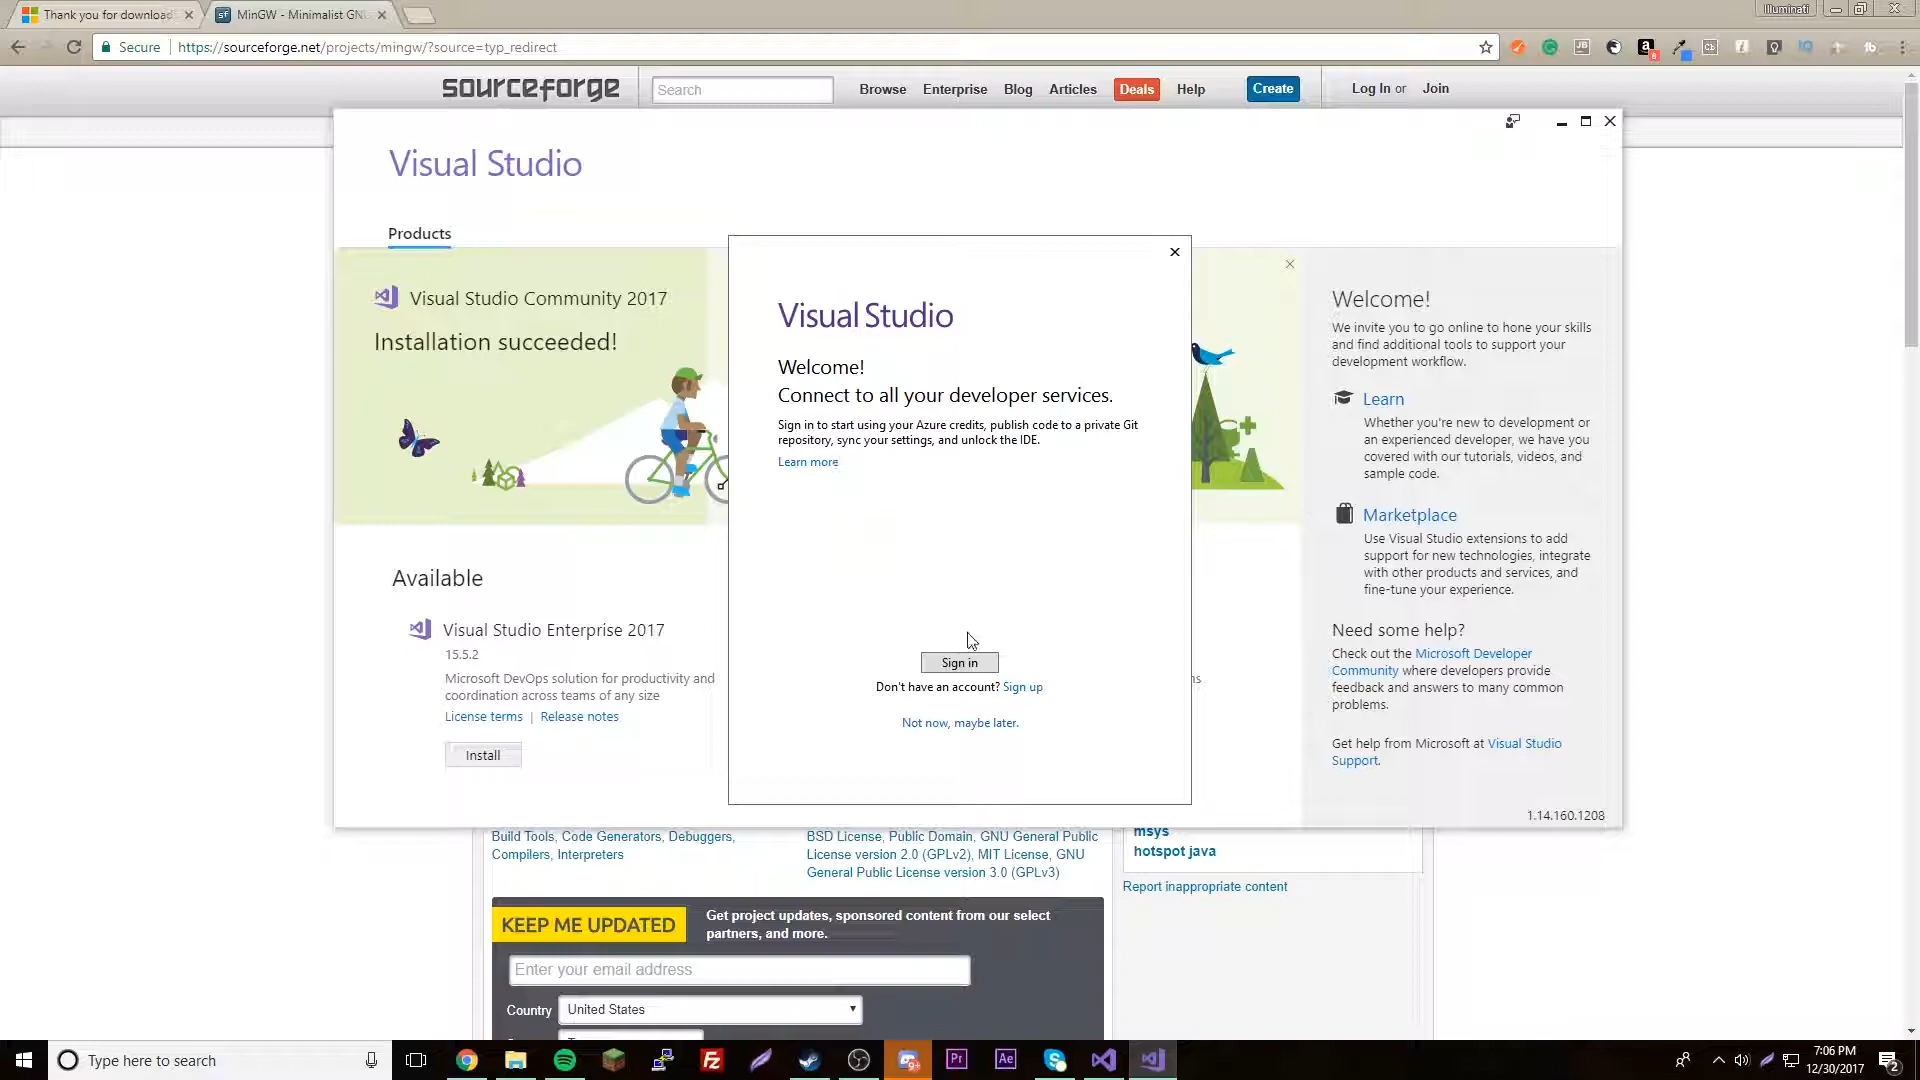 Thank you for download
MinGW - Minimalist GN
Illuminati
Secure
https://sourceforge.net/projects/mingw/?source=typ_redirect
sourceforge
Search
Browse
Enterprise
Blog
Articles
Deals
Help
Create
Log In or
Join
Visual Studio
Products
Visual Studio Community 2017
Installation succeeded!
Visual Studio
Welcome!
Connect to all your developer services.
Sign in to start using your Azure credits, publish code to a private Git
repository, sync your settings, and unlock the IDE.
Learn more
Sign in
Don't have an account? Sign up
Not now, maybe later.
Welcome!
We invite you to go online to hone your skills
and find additional tools to support your
development workflow.
Learn
Whether you're new to development or
an experienced developer, we have you
covered with our tutorials, videos, and
sample code.
Marketplace
Use Visual Studio extensions to add
support for new technologies, integrate
with other products and services, and
fine-tune your experience.
Need some help?
Check out the Microsoft Developer
Community where developers provide
feedback and answers to many common
problems.
Get help from Microsoft at Visual Studio
Support.
1.14.160.1208
Available
Visual Studio Enterprise 2017
15.5.2
Microsoft DevOps solution for productivity and
coordination across teams of any size
License terms | Release notes
Install
ns
Build Tools, Code Generators, Debuggers,
Compilers, Interpreters
BSD License, Public Domain, GNU General Public
License version 2.0 (GPLv2), MIT License, GNU
General Public License version 3.0 (GPLv3)
msys
hotspot java
Report inappropriate content
KEEP ME UPDATED
Get project updates, sponsored content from our select
partners, and more.
Enter your email address
Country
United States
Type here to search
7:06 PM
12/30/2017